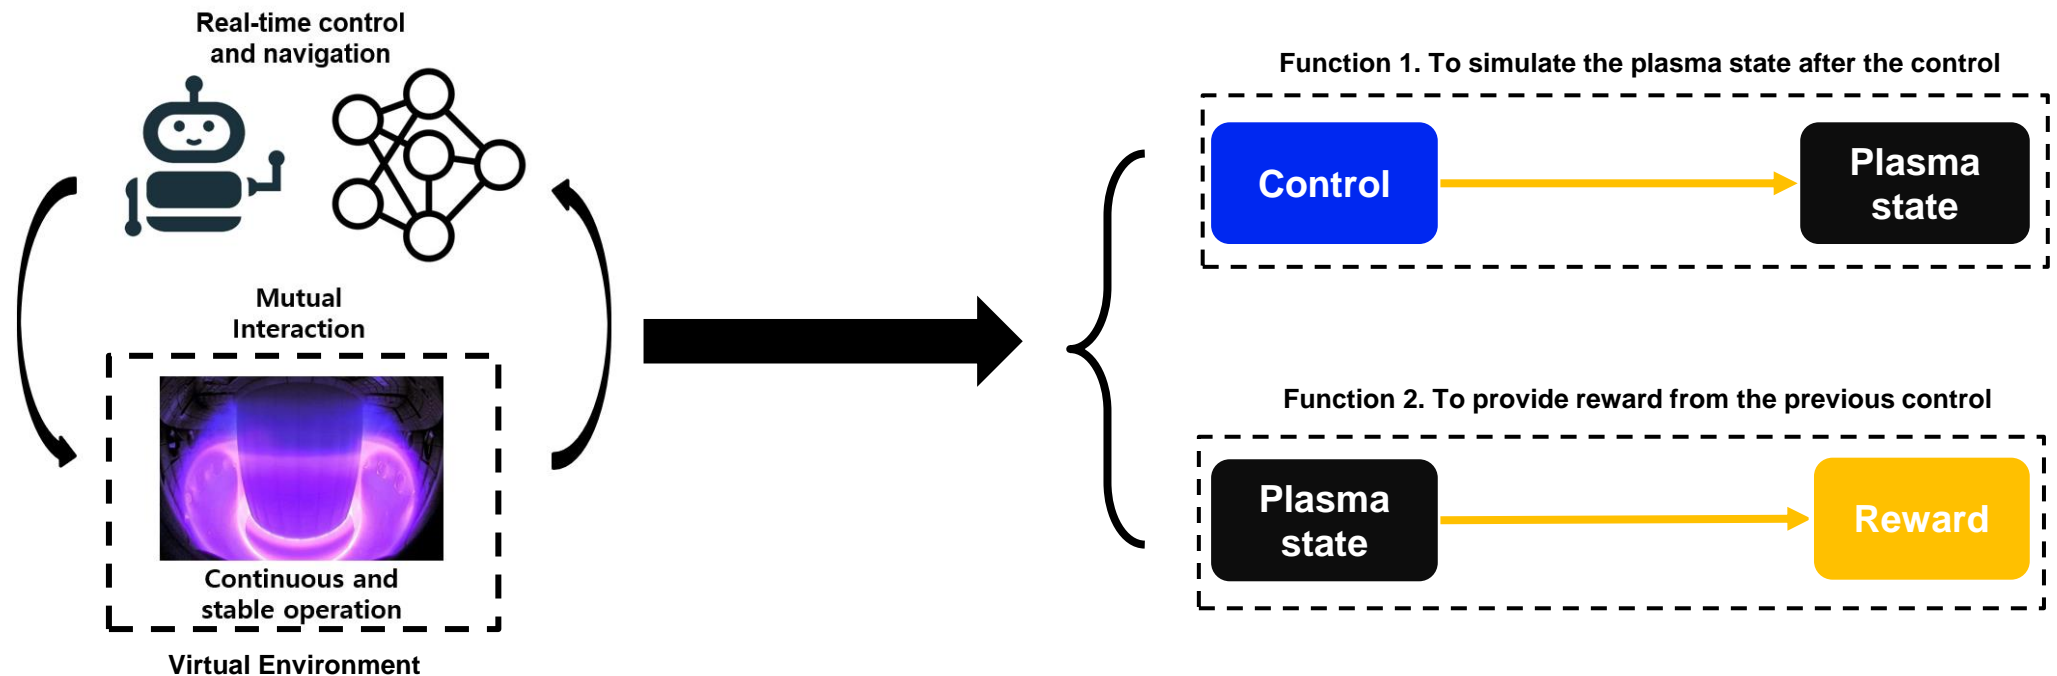 Real-time control
and navigation
Mutual
Interaction
Continuous and
stable operation
Virtual Environment
Function 1. To simulate the plasma state after the control
Control
Plasma
state
Function 2. To provide reward from the previous control
Plasma
state
Reward